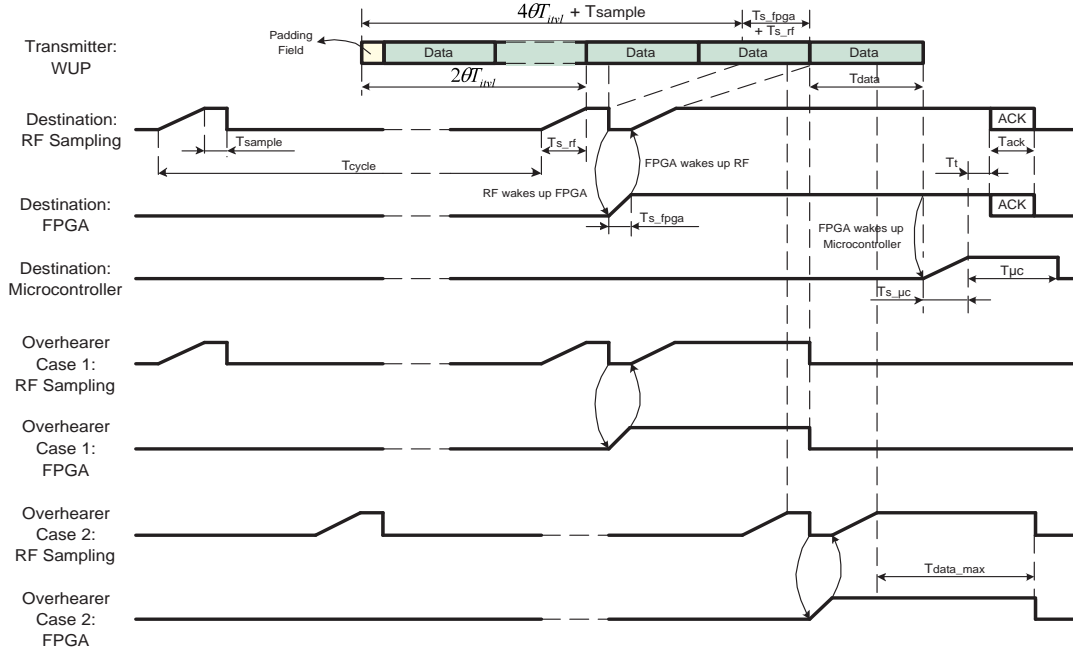 4θT_itvl + Tsample
Ts_fpga
+ Ts_rf
Transmitter:
WUP
Padding
Field
Data
Data
Data
Data
2θT_itvl
Tdata
Destination:
RF Sampling
Tsample
Tcycle
Ts_rf
FPGA wakes up RF
RF wakes up FPGA
ACK
Tack
Tt
Destination:
FPGA
Ts_fpga
FPGA wakes up
Microcontroller
ACK
Destination:
Microcontroller
Tµc
Ts_µc
Overhearer
Case 1:
RF Sampling
Overhearer
Case 1:
FPGA
Overhearer
Case 2:
RF Sampling
Tdata_max
Overhearer
Case 2:
FPGA